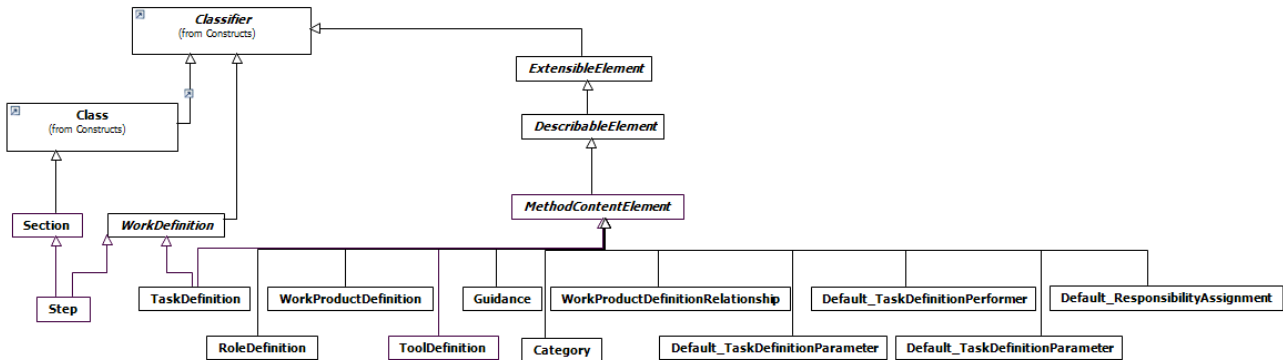 Classifier
(from Constructs)
ExtensibleElement
Class
(from Constructs)
DescribableElement
MethodContentElement
Section
WorkDefinition
Step
TaskDefinition
WorkProductDefinition
Guidance
WorkProductDefinitionRelationship
Default_TaskDefinitionPerformer
Default_ResponsibilityAssignment
RoleDefinition
ToolDefinition
Category
Default_TaskDefinitionParameter
Default_TaskDefinitionParameter